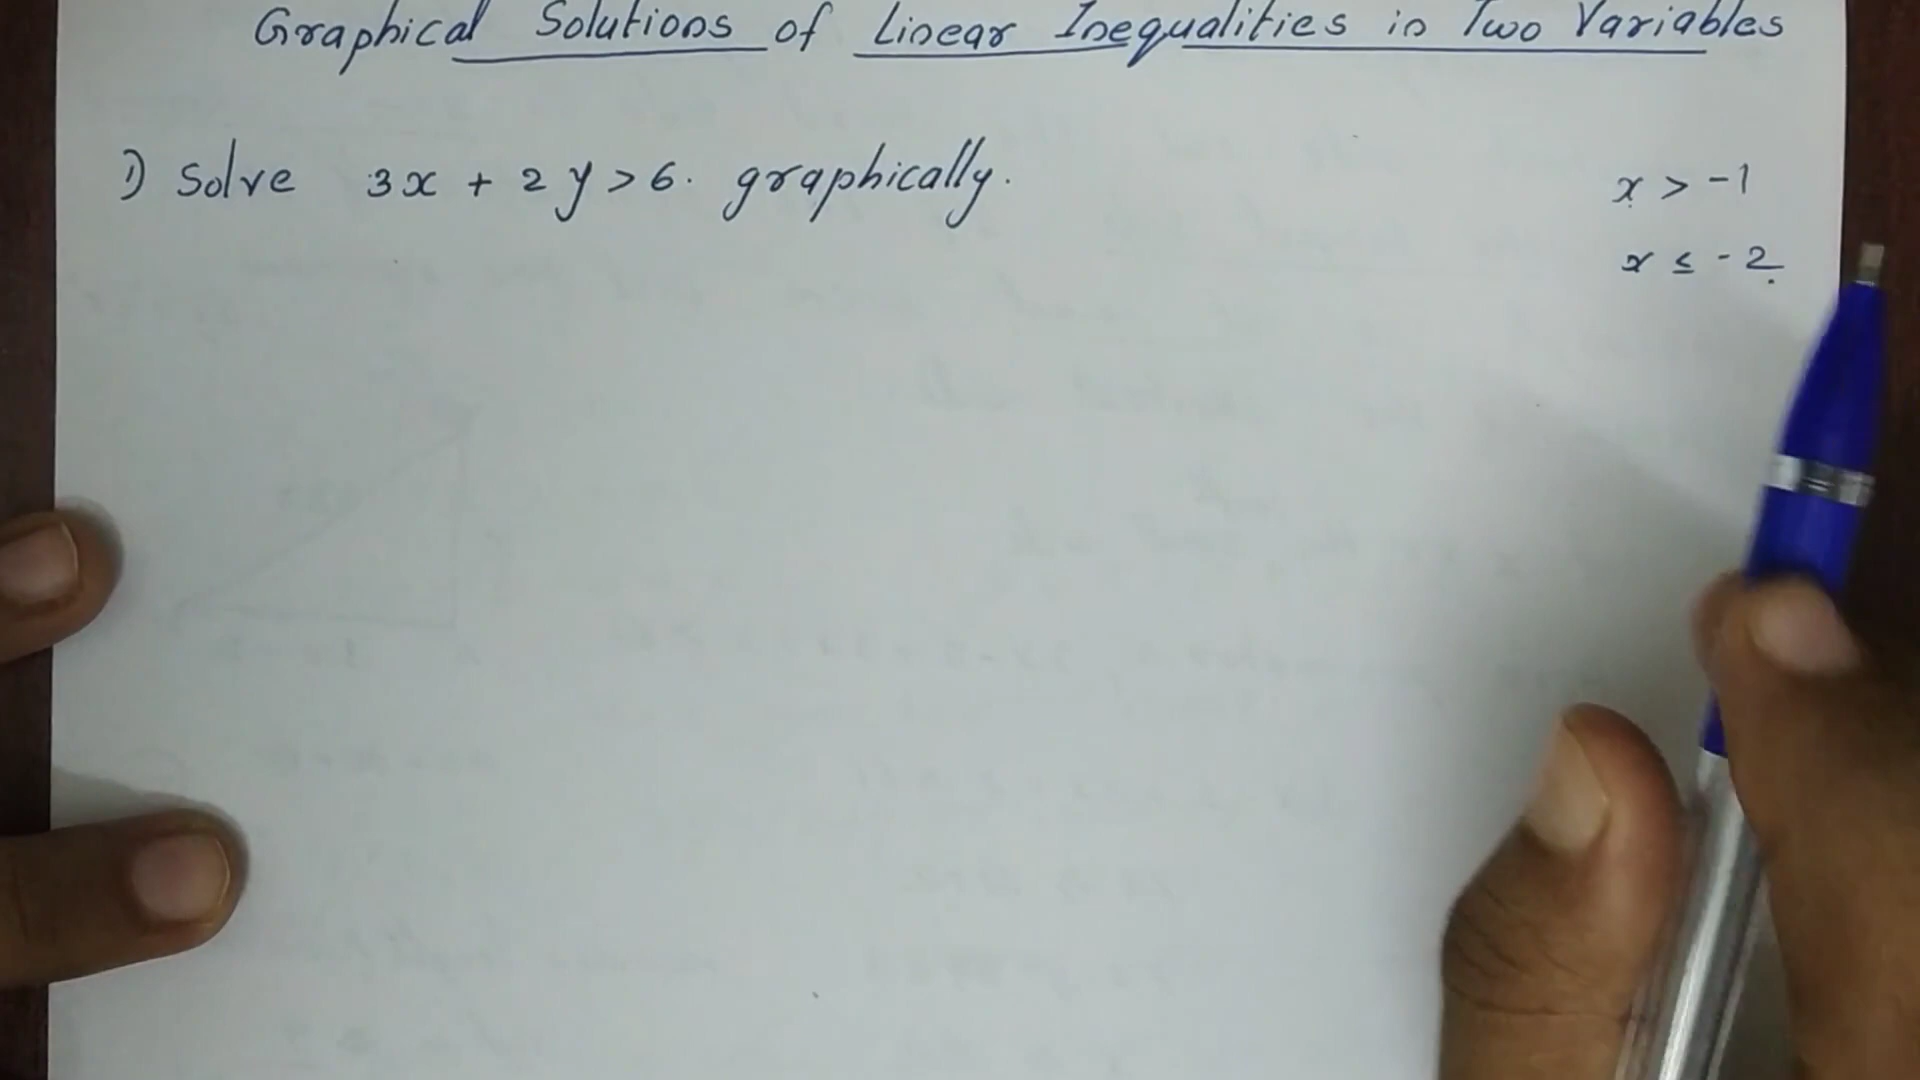 Graphical Solutions of Linear Inequalities in Two Variables
1) Solve 3x + 2y > 6. graphically.
x > -1
x ≤ -2